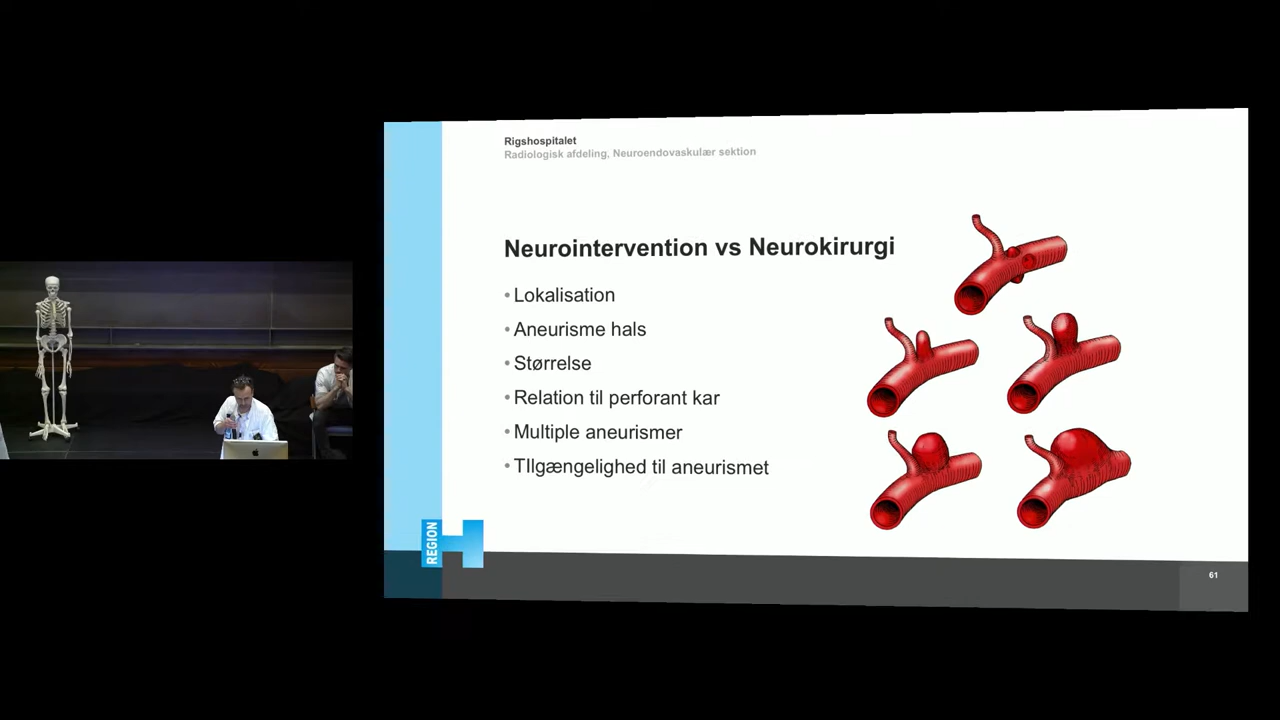 Rigshospitalet
Radiologisk afdeling, Neuroendovaskulær sektion
Neurointervention vs Neurokirurgi
• Lokalisation
• Aneurisme hals
• Størrelse
• Relation til perforant kar
• Multiple aneurismer
• TIlgængelighed til aneurismet
REGION
61